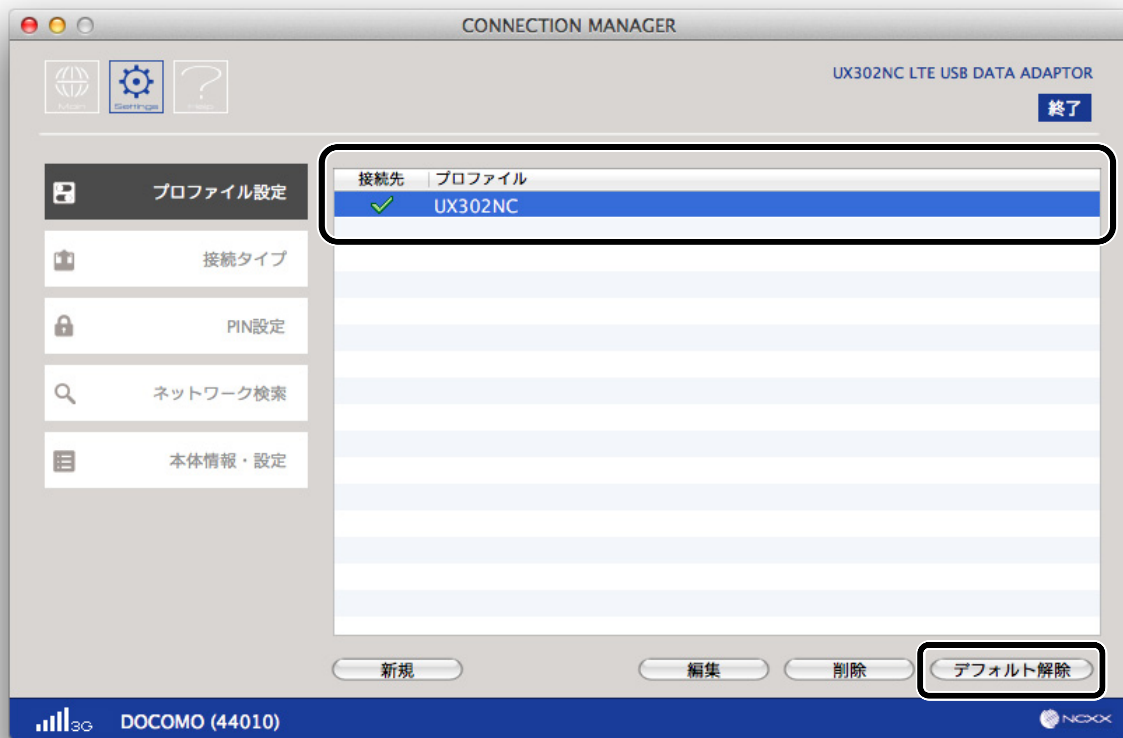 CONNECTION MANAGER
Main
Settings
Help
UX302NC LTE USB DATA ADAPTOR
終了
プロファイル設定
接続タイプ
PIN設定
ネットワーク検索
本体情報・設定
接続先 プロファイル
UX302NC
新規
編集
削除
デフォルト解除
3G DOCOMO (44010)
NCXX